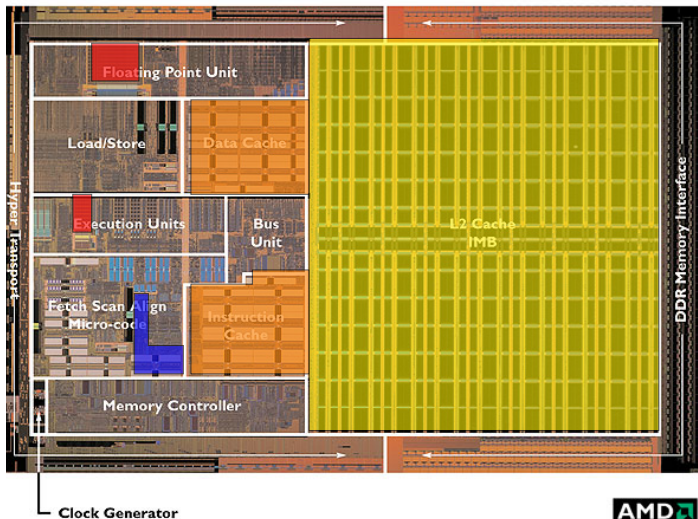 Floating Point Unit
Load/Store
Data Cache
Hyper Transport
Execution Units
Bus
Unit
L2 Cache
IMB
DDR Memory Interface
Fetch Scan Align
Micro-code
Instruction
Cache
Memory Controller
Clock Generator
AMD